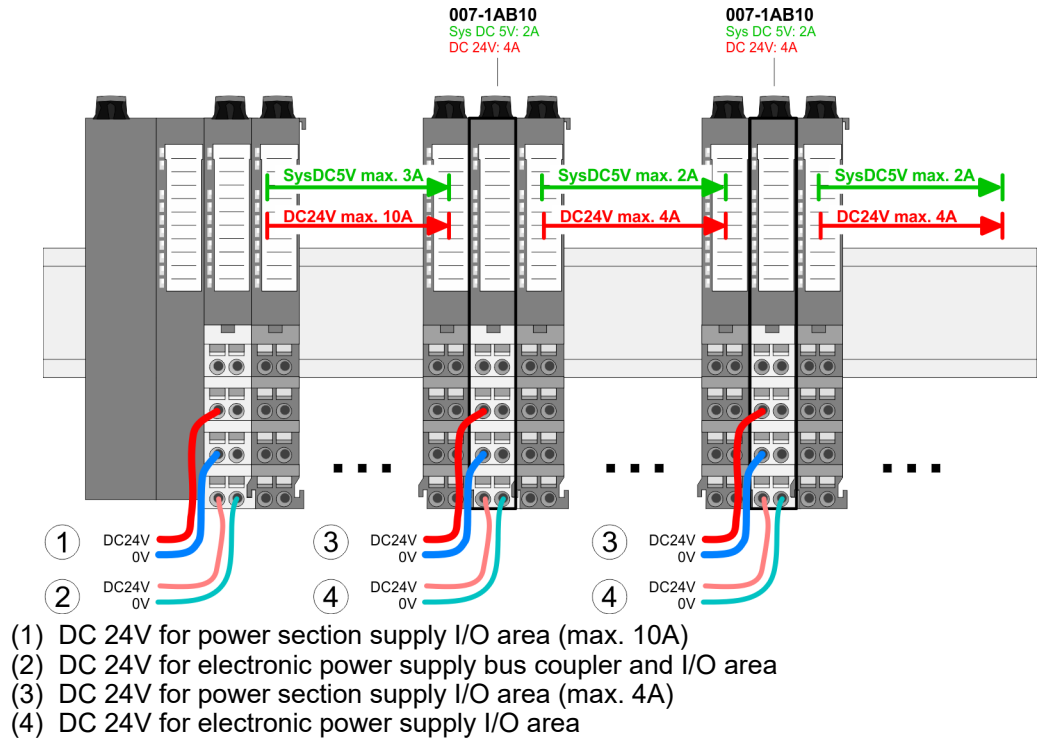 007-1AB10
Sys DC 5V: 2A
DC 24V: 4A
007-1AB10
Sys DC 5V: 2A
DC 24V: 4A
SysDC5V max. 3A
SysDC5V max. 2A
SysDC5V max. 2A
DC24V max. 10A
DC24V max. 4A
DC24V max. 4A
1
DC24V
0V
2
DC24V
0V
3
DC24V
0V
4
DC24V
0V
3
DC24V
0V
4
DC24V
0V
(1) DC 24V for power section supply I/O area (max. 10A)
(2) DC 24V for electronic power supply bus coupler and I/O area
(3) DC 24V for power section supply I/O area (max. 4A)
(4) DC 24V for electronic power supply I/O area